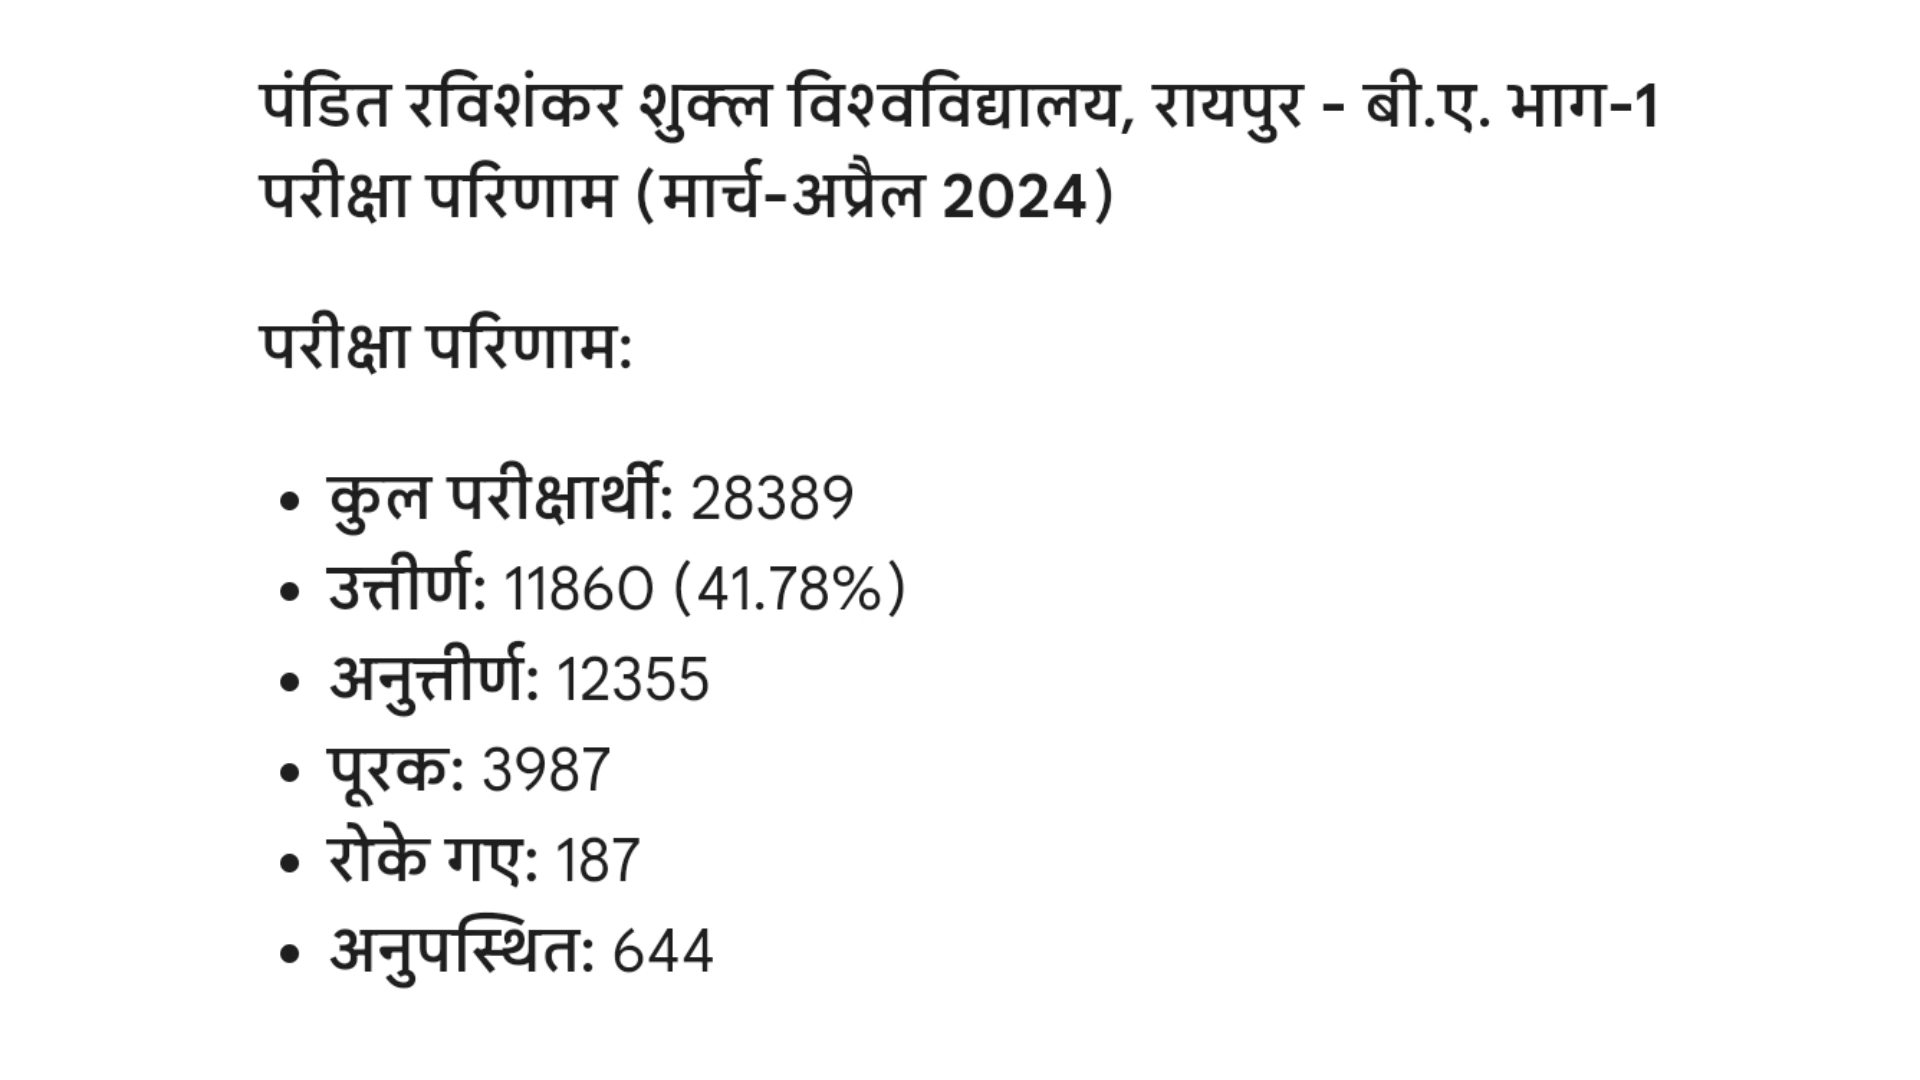 पंडित रविशंकर शुक्ल विश्वविद्यालय, रायपुर - बी.ए. भाग-1
परीक्षा परिणाम (मार्च-अप्रैल 2024)
परीक्षा परिणाम:
• कुल परीक्षार्थी: 28389
• उत्तीर्ण: 11860 (41.78%)
• अनुत्तीर्ण: 12355
• पूरक: 3987
• रोके गए: 187
• अनुपस्थित: 644